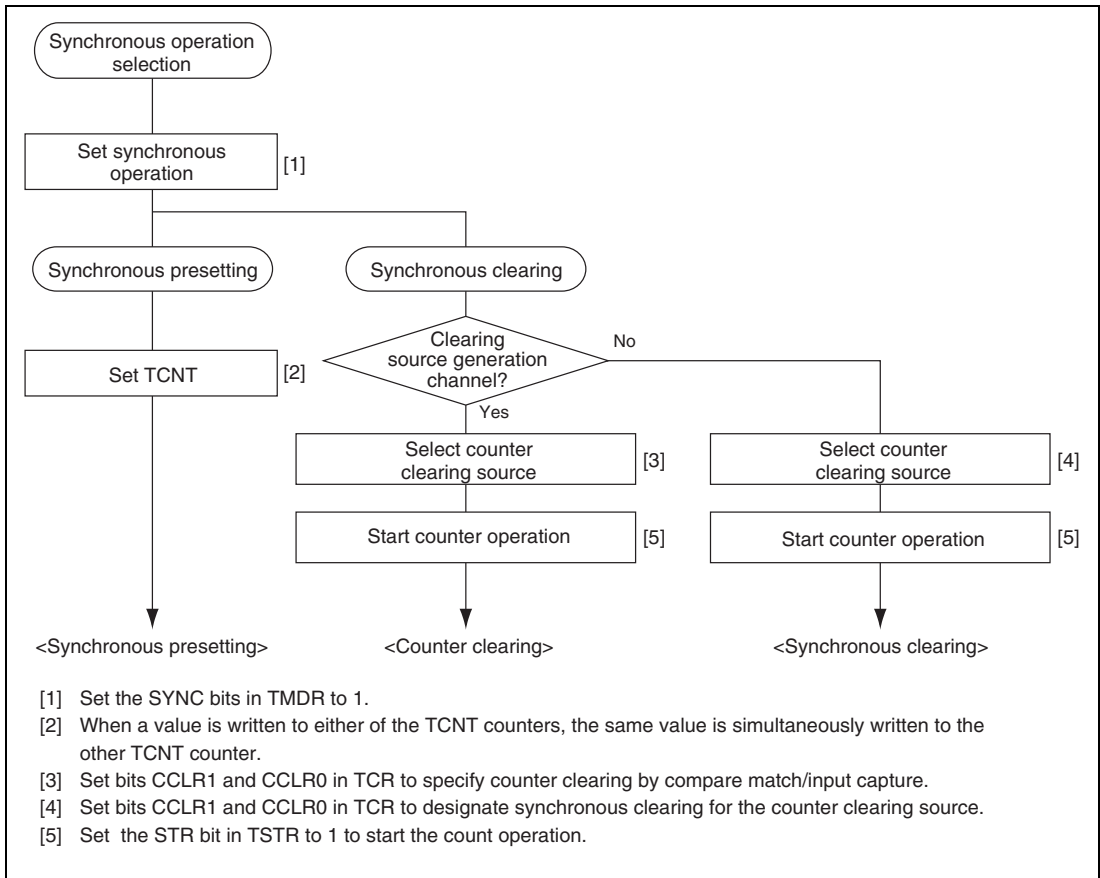 Synchronous operation
selection
Set synchronous
operation
[1]
Synchronous presetting
Synchronous clearing
Set TCNT
[2]
Clearing
source generation
channel?
No
Yes
Select counter
clearing source
[3]
Select counter
clearing source
[4]
Start counter operation
[5]
Start counter operation
[5]
<Synchronous presetting>
<Counter clearing>
<Synchronous clearing>
[1] Set the SYNC bits in TMDR to 1.
[2] When a value is written to either of the TCNT counters, the same value is simultaneously written to the
other TCNT counter.
[3] Set bits CCLR1 and CCLR0 in TCR to specify counter clearing by compare match/input capture.
[4] Set bits CCLR1 and CCLR0 in TCR to designate synchronous clearing for the counter clearing source.
[5] Set the STR bit in TSTR to 1 to start the count operation.